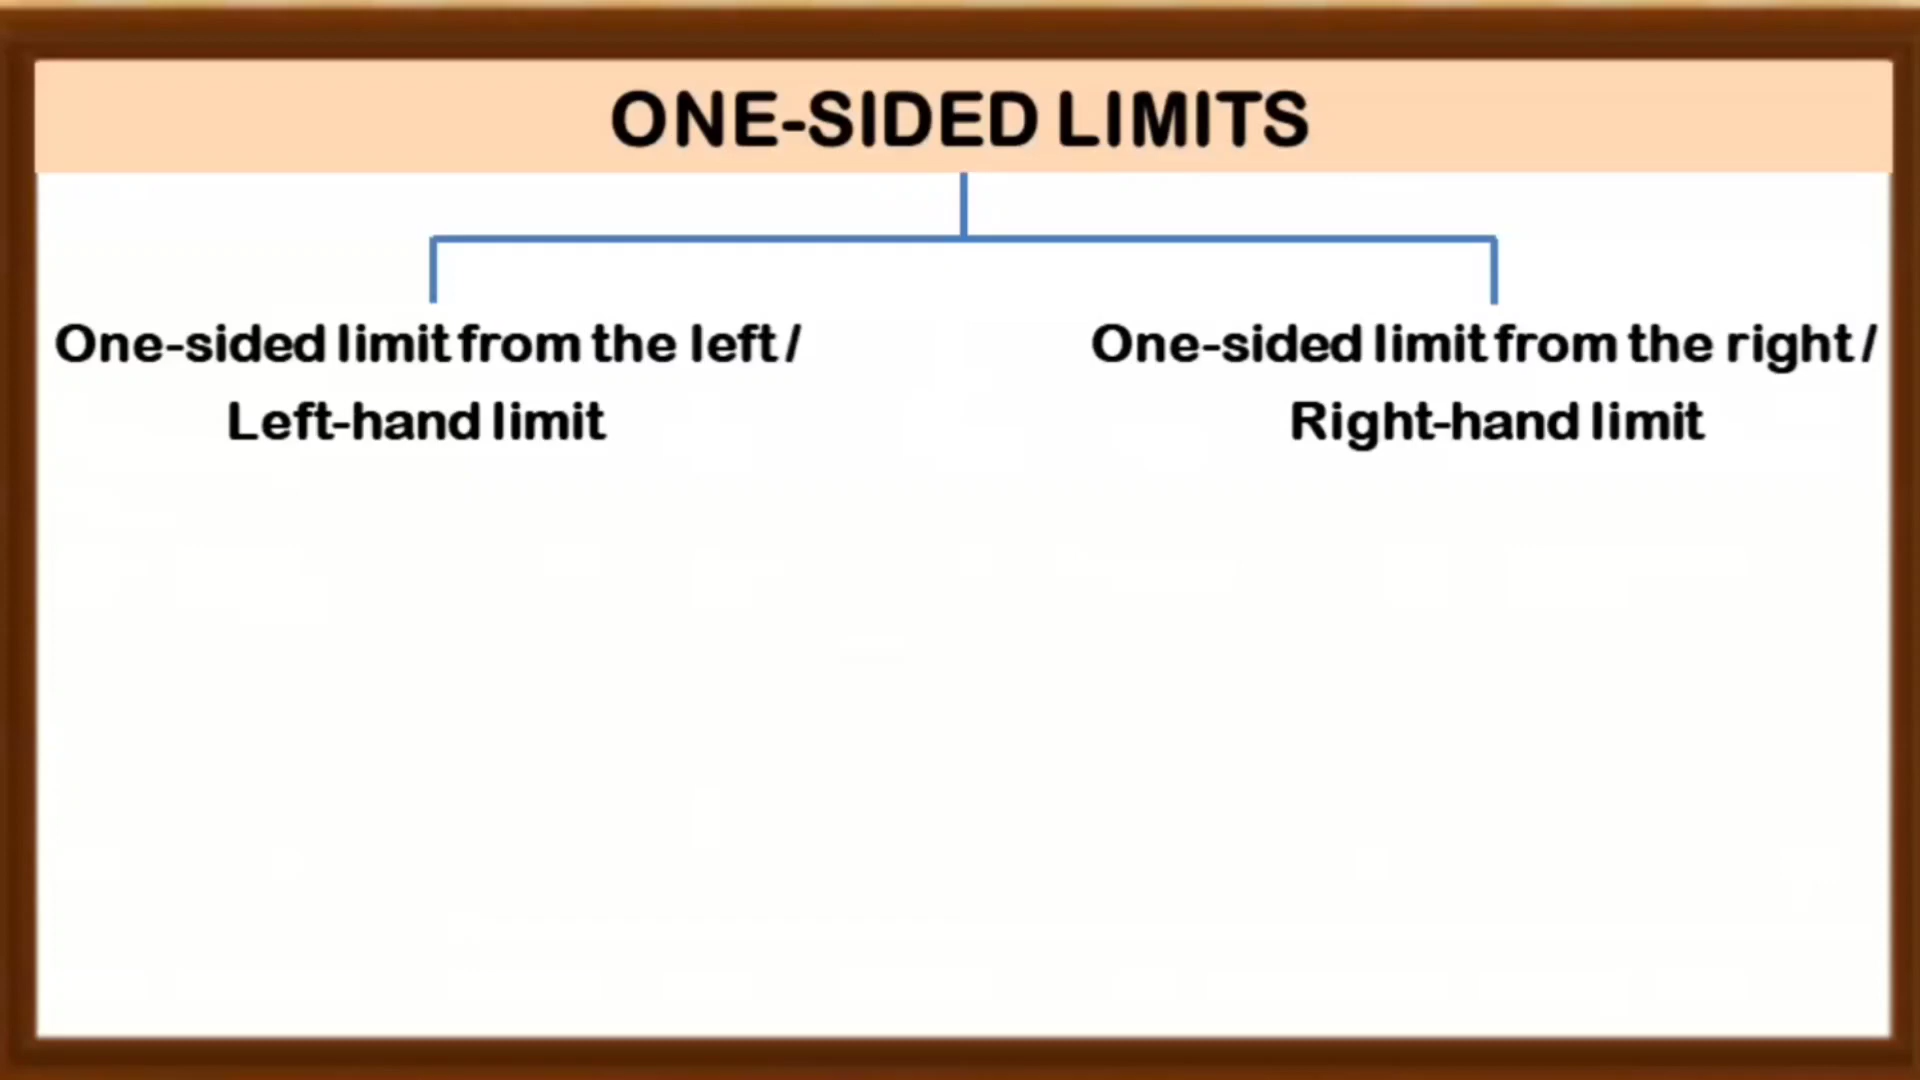 ONE-SIDED LIMITS
One-sided limit from the left /
Left-hand limit
One-sided limit from the right /
Right-hand limit